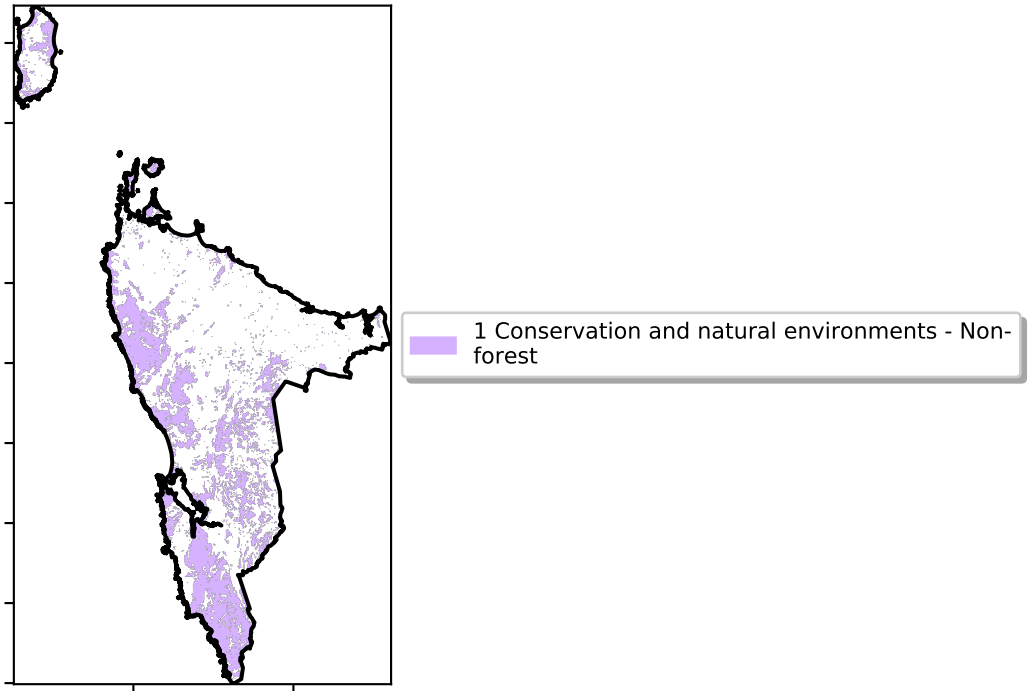 1 Conservation and natural environments - Non-
forest